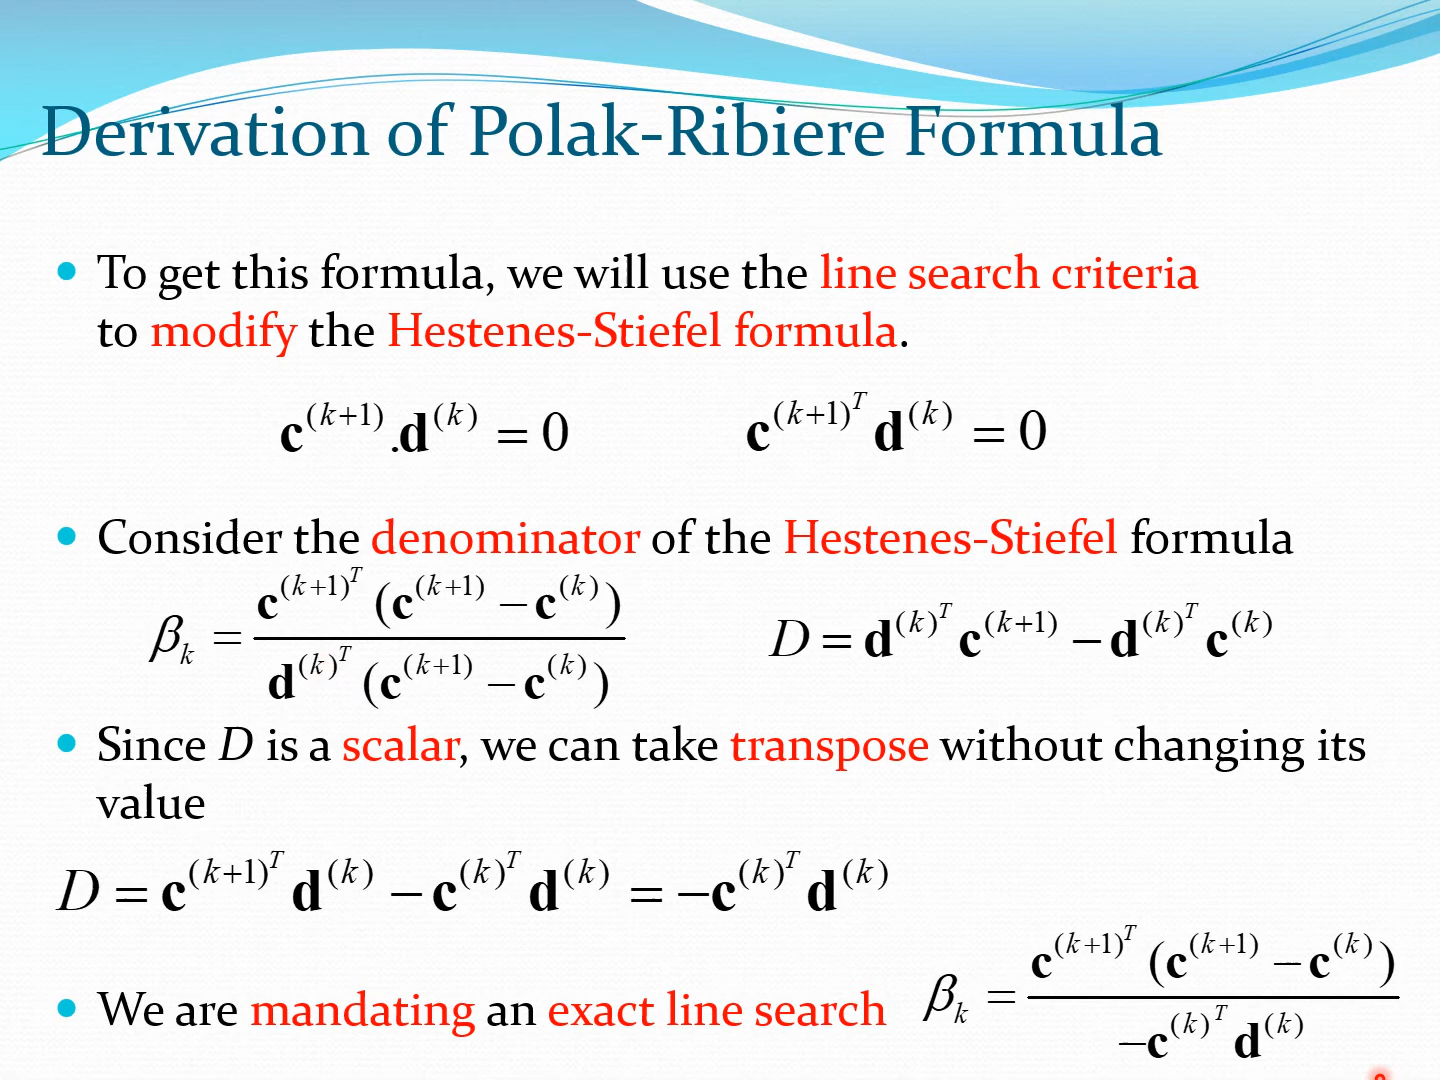 Derivation of Polak-Ribiere Formula
• To get this formula, we will use the line search criteria
to modify the Hestenes-Stiefel formula.
c^{(k+1)}.d^{(k)} = 0    c^{(k+1)^T} d^{(k)} = 0
• Consider the denominator of the Hestenes-Stiefel formula
β_k = \frac{c^{(k+1)^T}(c^{(k+1)} − c^{(k)})}{d^{(k)^T}(c^{(k+1)} − c^{(k)})}    D = d^{(k)^T} c^{(k+1)} − d^{(k)^T} c^{(k)}
• Since D is a scalar, we can take transpose without changing its
value
D = c^{(k+1)^T} d^{(k)} − c^{(k)^T} d^{(k)} = −c^{(k)^T} d^{(k)}
• We are mandating an exact line search    β_k = \frac{c^{(k+1)^T}(c^{(k+1)} − c^{(k)})}{−c^{(k)^T} d^{(k)}}